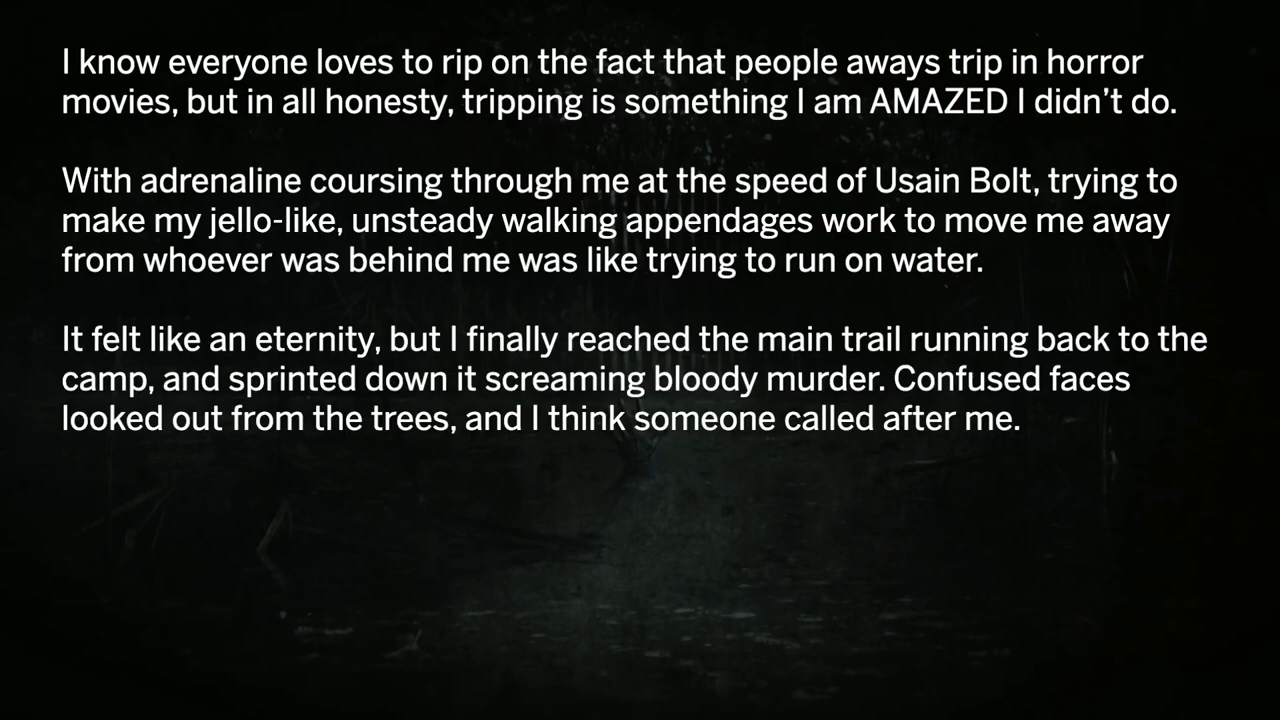 I know everyone loves to rip on the fact that people aways trip in horror
movies, but in all honesty, tripping is something I am AMAZED I didn’t do.
With adrenaline coursing through me at the speed of Usain Bolt, trying to
make my jello-like, unsteady walking appendages work to move me away
from whoever was behind me was like trying to run on water.
It felt like an eternity, but I finally reached the main trail running back to the
camp, and sprinted down it screaming bloody murder. Confused faces
looked out from the trees, and I think someone called after me.